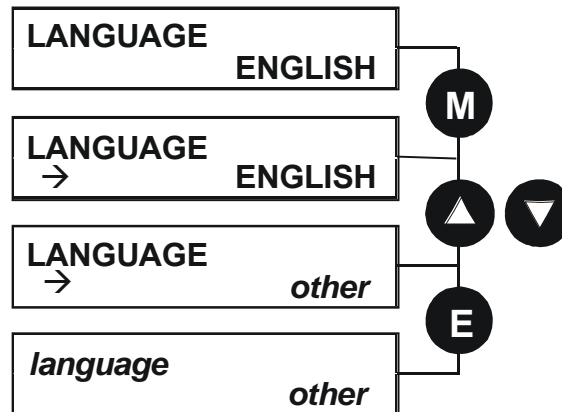 LANGUAGE
ENGLISH
M
LANGUAGE
→ ENGLISH
LANGUAGE
→ other
E
language
other